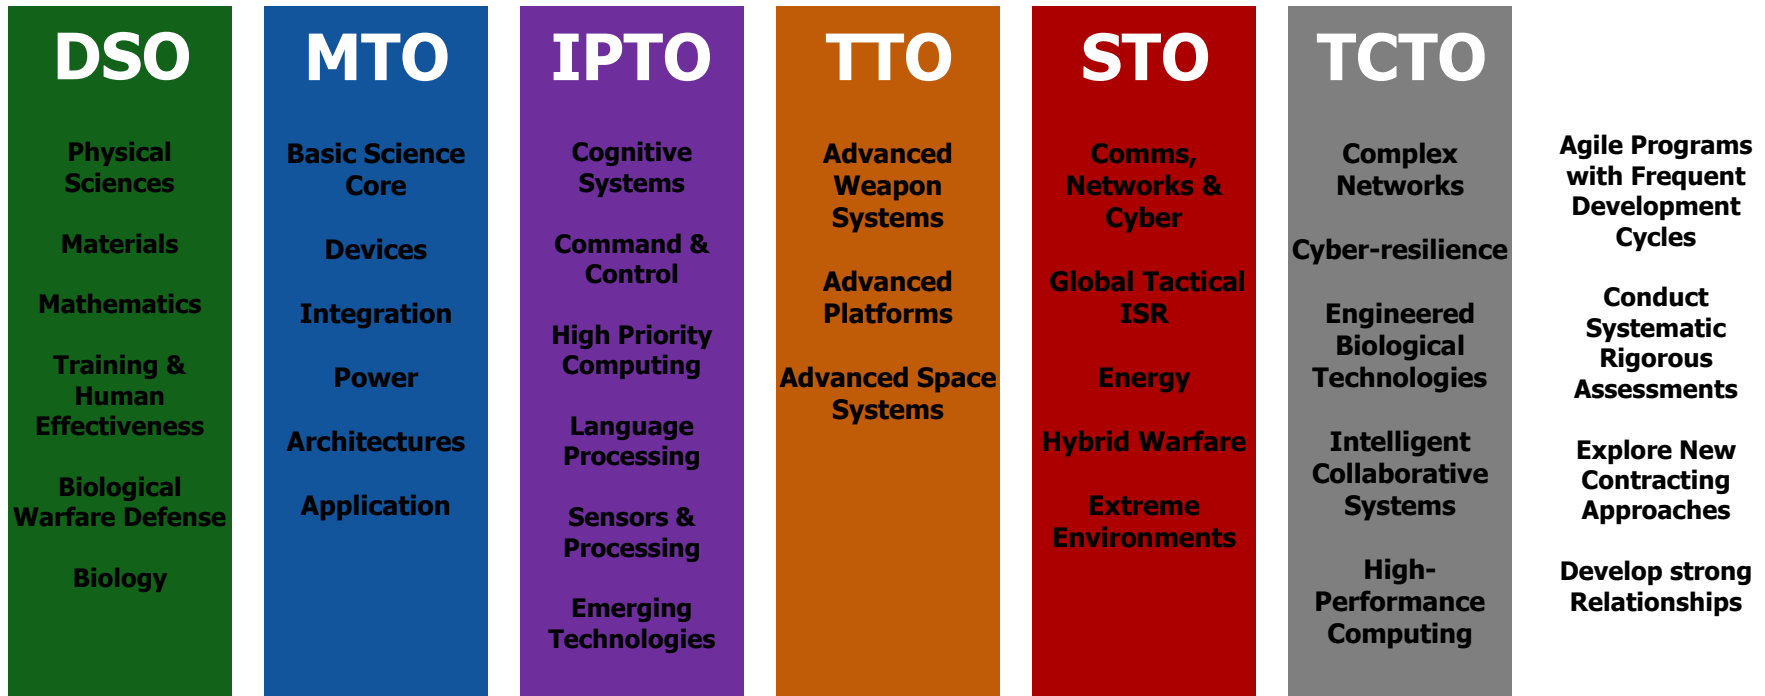 DSO
Physical
Sciences
Materials
Mathematics
Training &
Human
Effectiveness
Biological
Warfare Defense
Biology
MTO
Basic Science
Core
Devices
Integration
Power
Architectures
Application
IPTO
Cognitive
Systems
Command &
Control
High Priority
Computing
Language
Processing
Sensors &
Processing
Emerging
Technologies
TTO
Advanced
Weapon
Systems
Advanced
Platforms
Advanced Space
Systems
STO
Comms,
Networks &
Cyber
Global Tactical
ISR
Energy
Hybrid Warfare
Extreme
Environments
TCTO
Complex
Networks
Cyber-resilience
Engineered
Biological
Technologies
Intelligent
Collaborative
Systems
High-
Performance
Computing
Agile Programs
with Frequent
Development
Cycles
Conduct
Systematic
Rigorous
Assessments
Explore New
Contracting
Approaches
Develop strong
Relationships